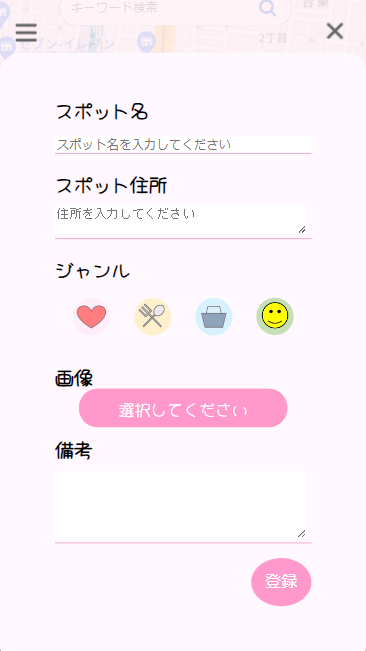 キーワード検索
セブン-イレブン
2丁目
スポット名
スポット名を入力してください
スポット住所
住所を入力してください
ジャンル
画像
選択してください
備考
登録